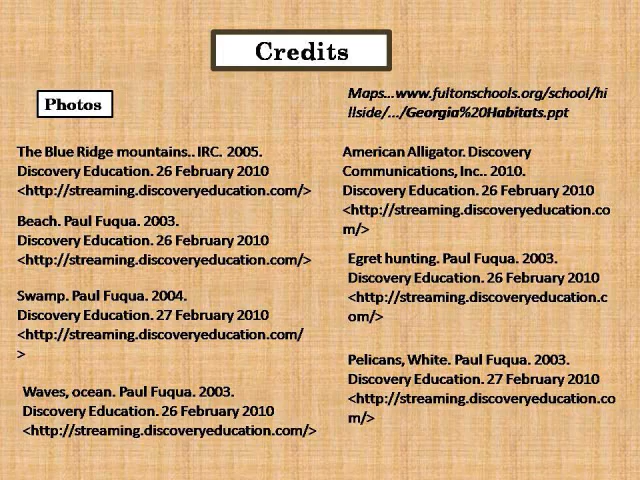 Credits
Photos
The Blue Ridge mountains.. IRC. 2005.
Discovery Education. 26 February 2010
<http://streaming.discoveryeducation.com/>
Beach. Paul Fuqua. 2003.
Discovery Education. 26 February 2010
<http://streaming.discoveryeducation.com/>
Swamp. Paul Fuqua. 2004.
Discovery Education. 27 February 2010
<http://streaming.discoveryeducation.com/
>
Waves, ocean. Paul Fuqua. 2003.
Discovery Education. 26 February 2010
<http://streaming.discoveryeducation.com/>
Maps...www.fultonschools.org/school/hi
llside/.../Georgia%20Habitats.ppt
American Alligator. Discovery
Communications, Inc.. 2010.
Discovery Education. 26 February 2010
<http://streaming.discoveryeducation.co
m/>
Egret hunting. Paul Fuqua. 2003.
Discovery Education. 26 February 2010
<http://streaming.discoveryeducation.c
om/>
Pelicans, White. Paul Fuqua. 2003.
Discovery Education. 27 February 2010
<http://streaming.discoveryeducation.co
m/>